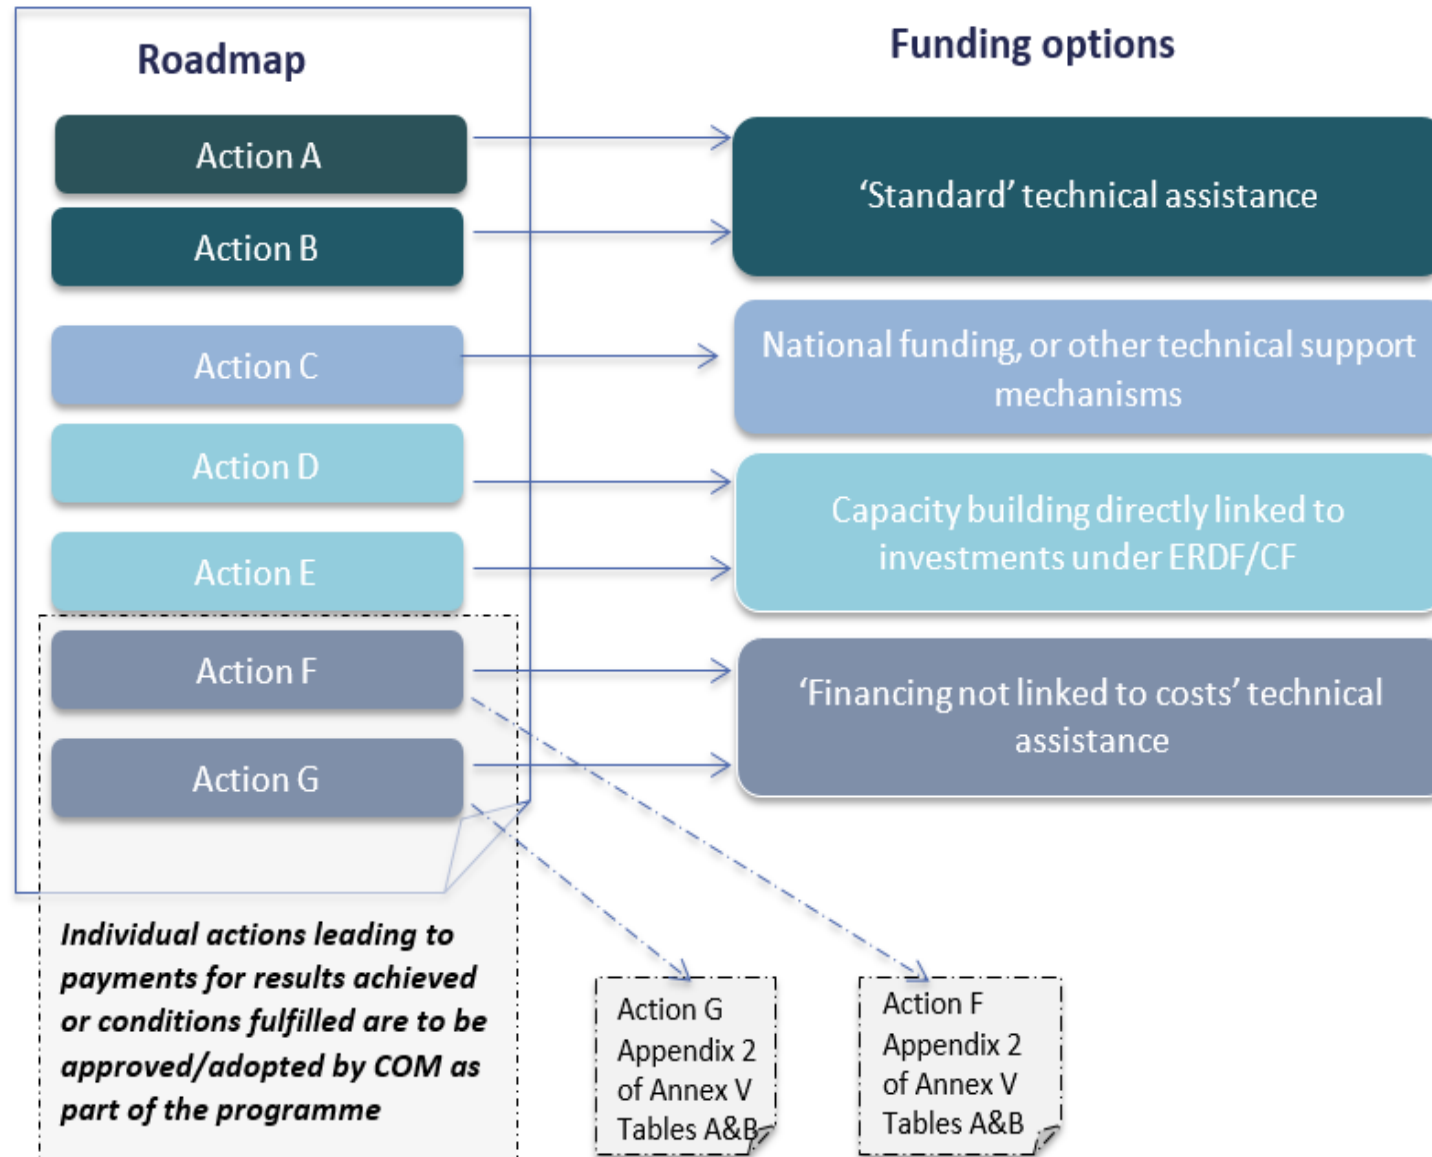 Roadmap
Funding options
Action A
Action B
Action C
Action D
Action E
Action F
Action G
‘Standard’ technical assistance
National funding, or other technical support
mechanisms
Capacity building directly linked to
investments under ERDF/CF
‘Financing not linked to costs’ technical
assistance
Individual actions leading to
payments for results achieved
or conditions fulfilled are to be
approved/adopted by COM as
part of the programme
Action G
Appendix 2
of Annex V
Tables A&B
Action F
Appendix 2
of Annex V
Tables A&B